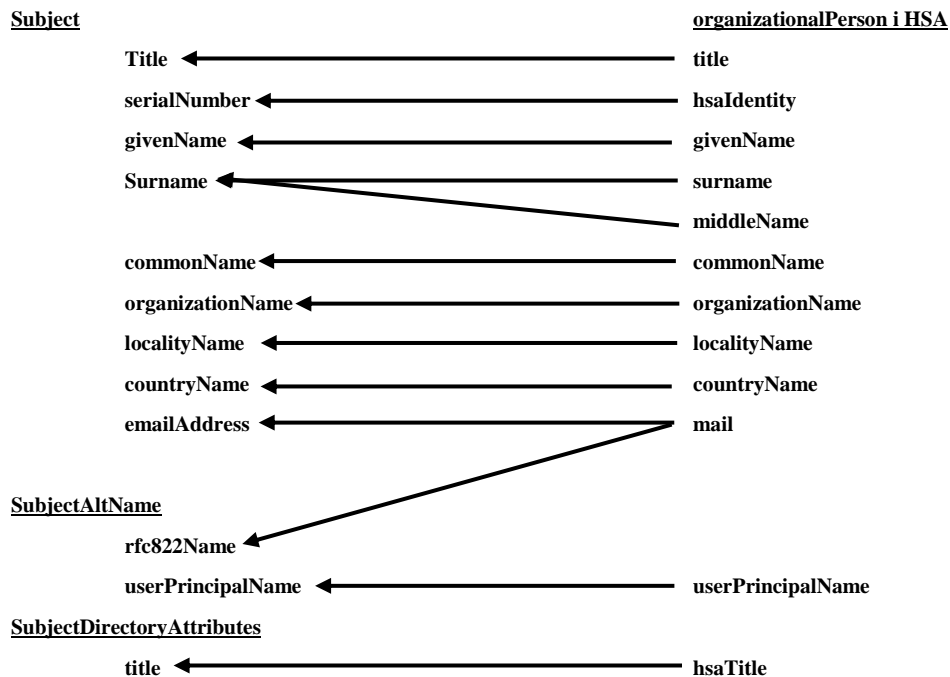 Subject organizationalPerson i HSA
Title title
serialNumber hsaIdentity
givenName givenName
Surname surname
middleName
commonName commonName
organizationName organizationName
localityName localityName
countryName countryName
emailAddress mail
SubjectAltName
rfc822Name
userPrincipalName userPrincipalName
SubjectDirectoryAttributes
title hsaTitle